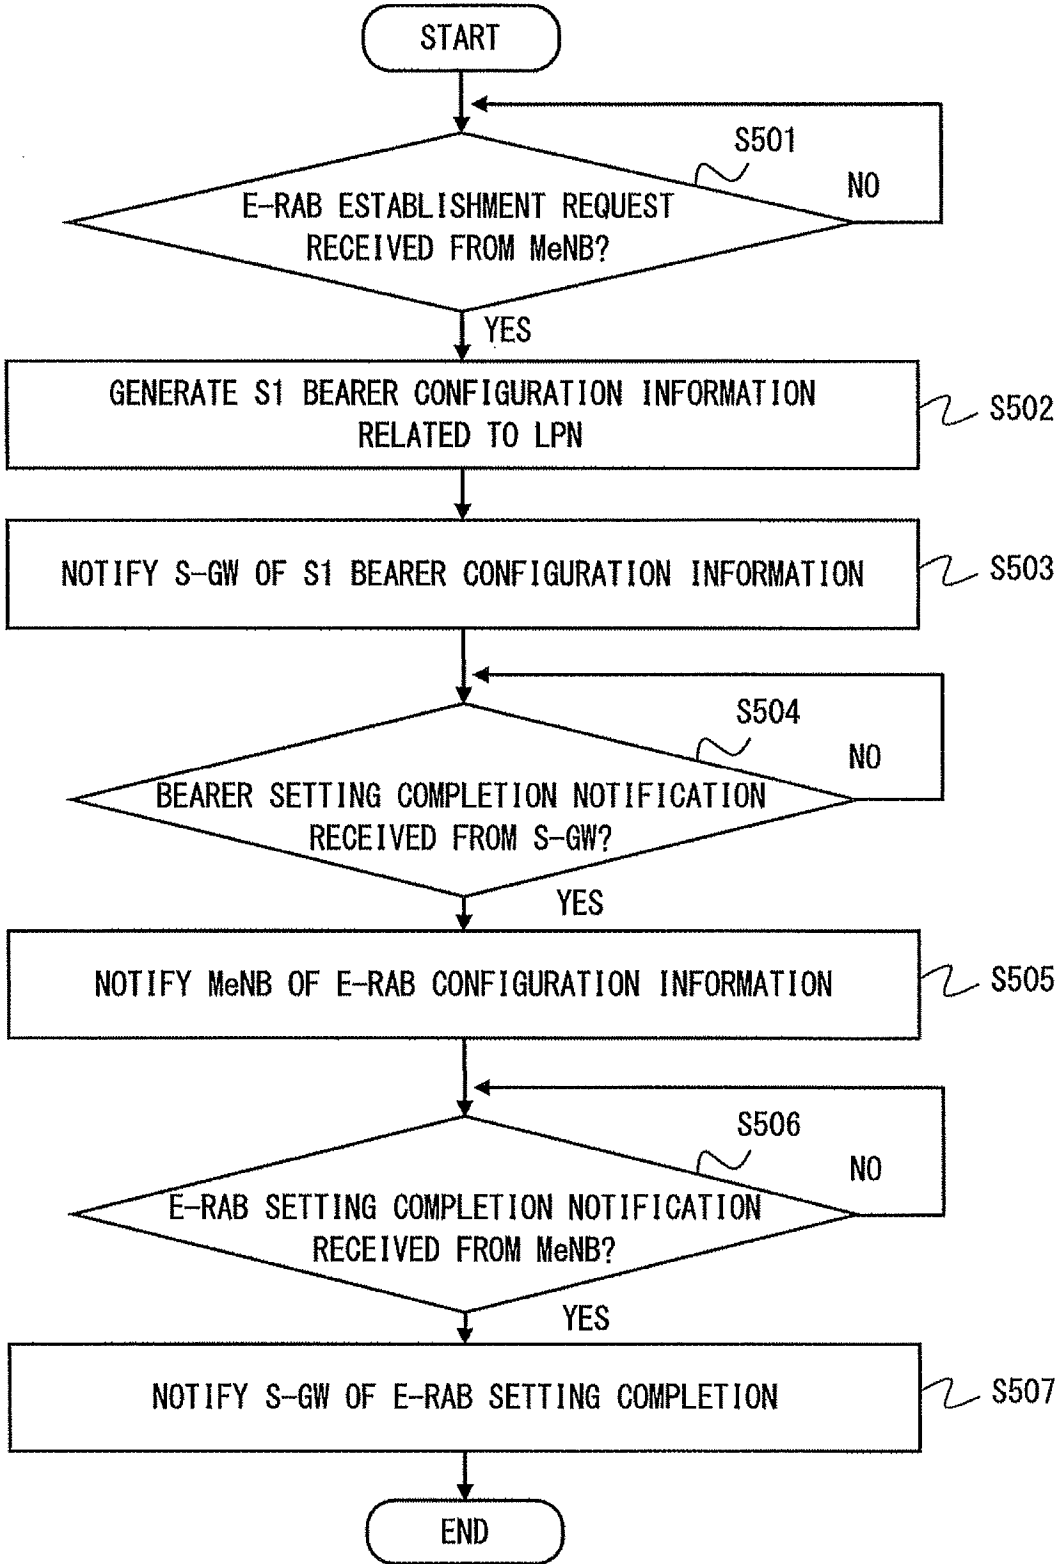 START
S501
NO
E-RAB ESTABLISHMENT REQUEST
RECEIVED FROM MeNB?
YES
GENERATE S1 BEARER CONFIGURATION INFORMATION
RELATED TO LPN
S502
NOTIFY S-GW OF S1 BEARER CONFIGURATION INFORMATION
S503
S504
NO
BEARER SETTING COMPLETION NOTIFICATION
RECEIVED FROM S-GW?
YES
NOTIFY MeNB OF E-RAB CONFIGURATION INFORMATION
S505
S506
NO
E-RAB SETTING COMPLETION NOTIFICATION
RECEIVED FROM MeNB?
YES
NOTIFY S-GW OF E-RAB SETTING COMPLETION
S507
END